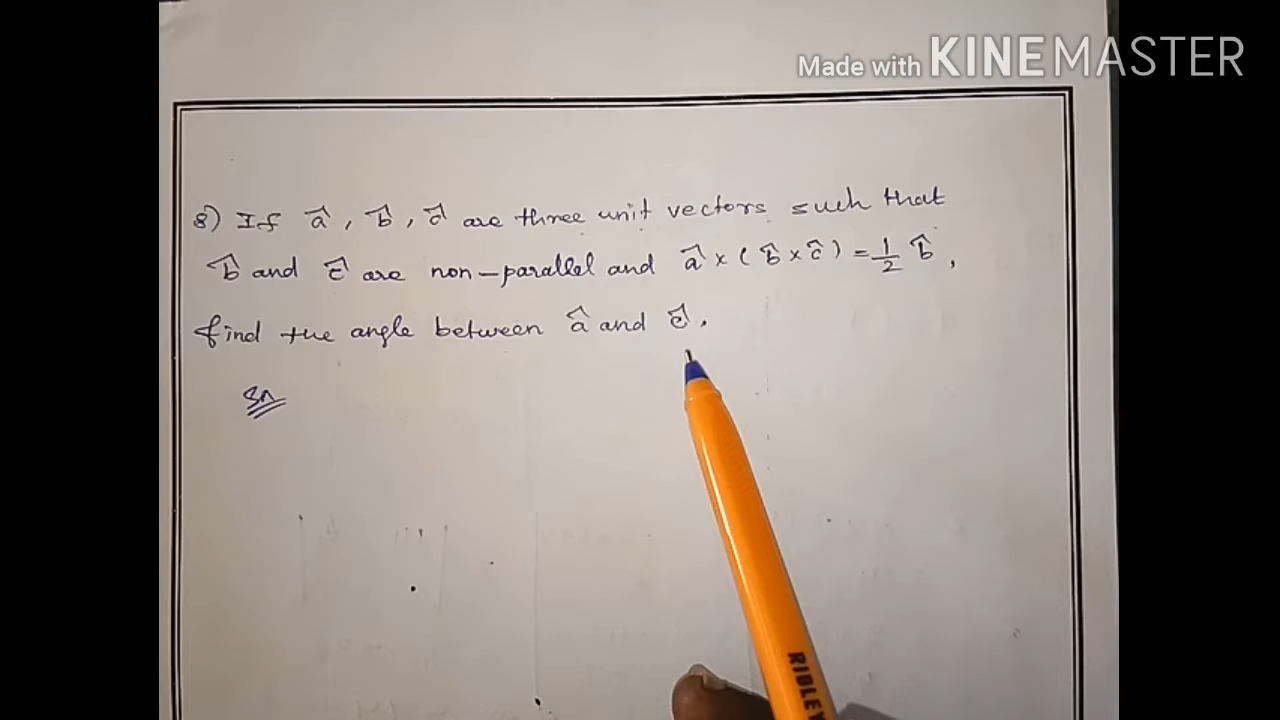 Made with KINEMASTER
8) If a⃗, b⃗, c⃗ are three unit vectors such that
b⃗ and c⃗ are non-parallel and a⃗ × (b̂ × ĉ) = 1/2 b̂,
find the angle between â and c⃗.
Sn
RIDLEY